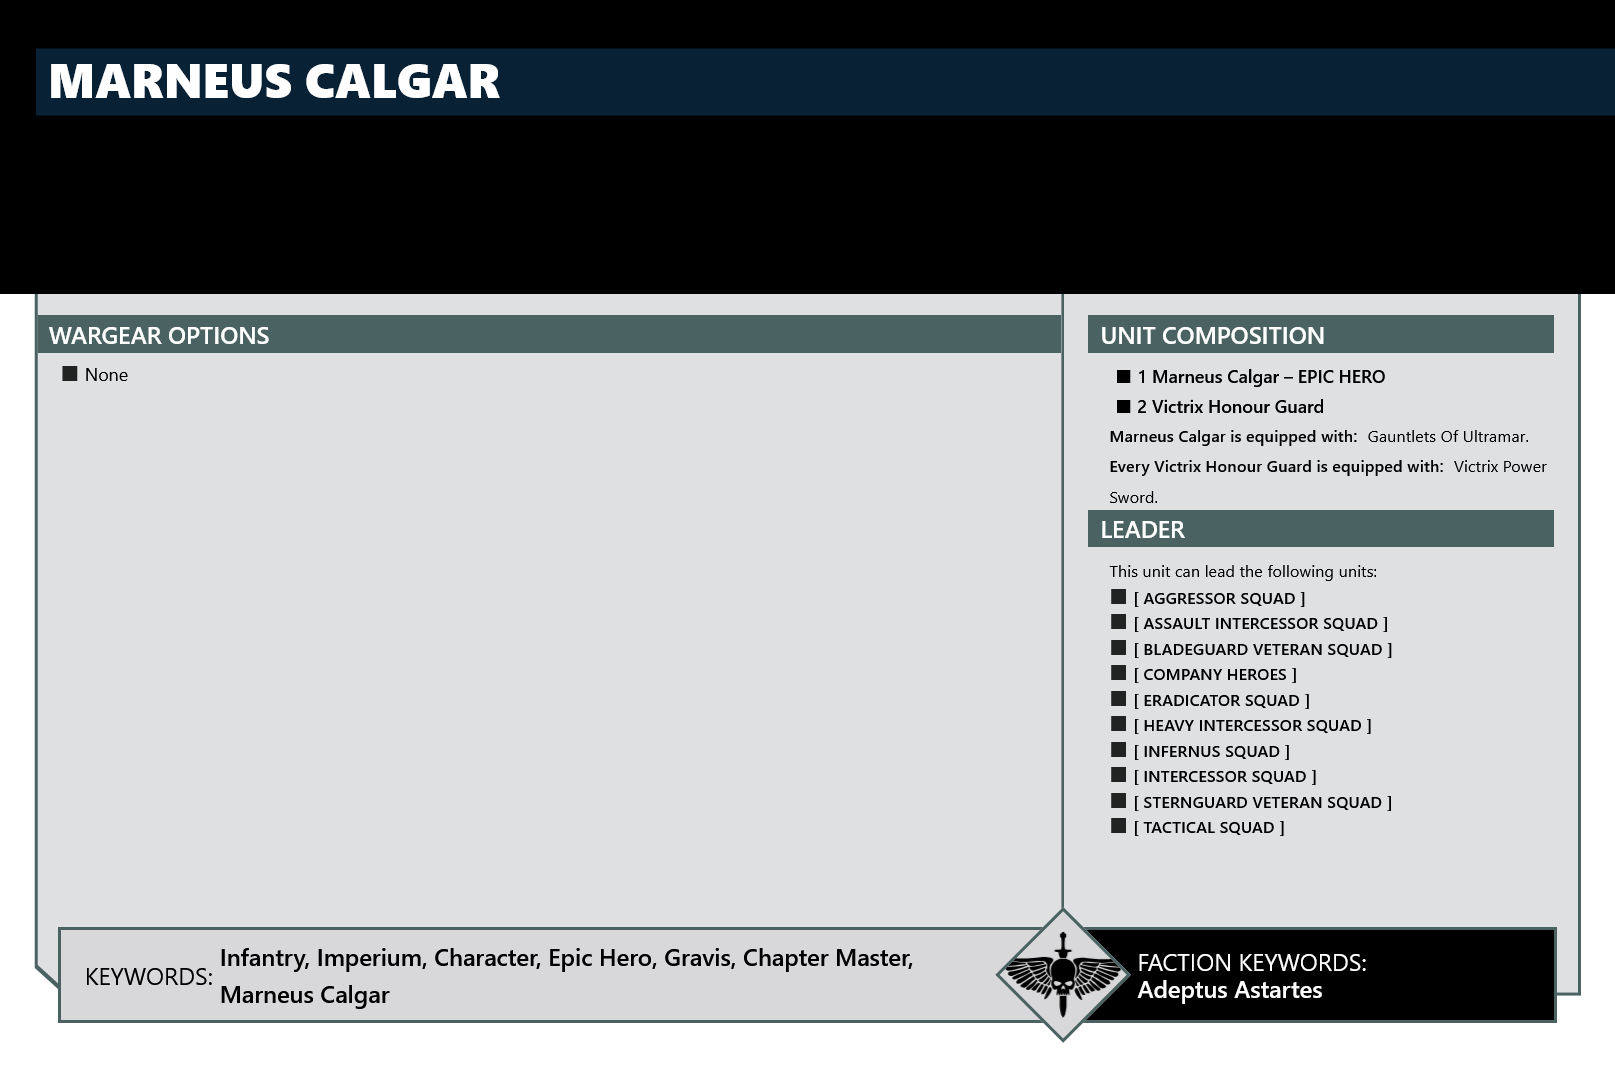 MARNEUS CALGAR
WARGEAR OPTIONS
None
UNIT COMPOSITION
1 Marneus Calgar – EPIC HERO
2 Victrix Honour Guard
Marneus Calgar is equipped with: Gauntlets Of Ultramar.
Every Victrix Honour Guard is equipped with: Victrix Power
Sword.
LEADER
This unit can lead the following units:
[ AGGRESSOR SQUAD ]
[ ASSAULT INTERCESSOR SQUAD ]
[ BLADEGUARD VETERAN SQUAD ]
[ COMPANY HEROES ]
[ ERADICATOR SQUAD ]
[ HEAVY INTERCESSOR SQUAD ]
[ INFERNUS SQUAD ]
[ INTERCESSOR SQUAD ]
[ STERNGUARD VETERAN SQUAD ]
[ TACTICAL SQUAD ]
KEYWORDS: Infantry, Imperium, Character, Epic Hero, Gravis, Chapter Master,
Marneus Calgar
FACTION KEYWORDS:
Adeptus Astartes